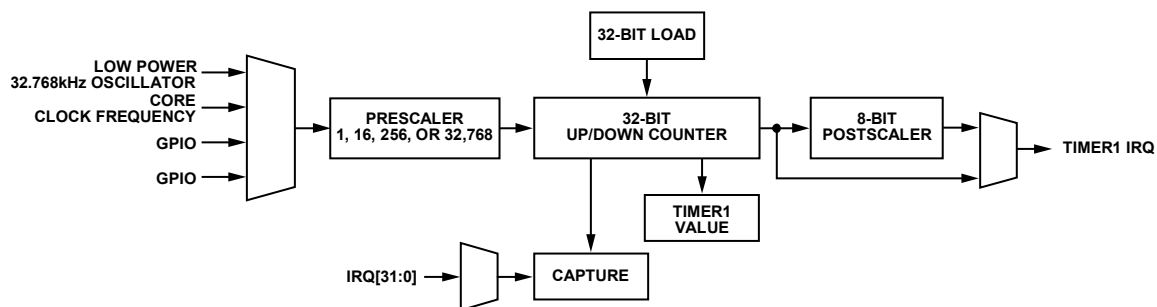 32-BIT LOAD
LOW POWER
32.768kHz OSCILLATOR
CORE
CLOCK FREQUENCY
GPIO
GPIO
PRESCALER
1, 16, 256, OR 32,768
32-BIT
UP/DOWN COUNTER
8-BIT
POSTSCALER
TIMER1 IRQ
TIMER1
VALUE
IRQ[31:0]
CAPTURE